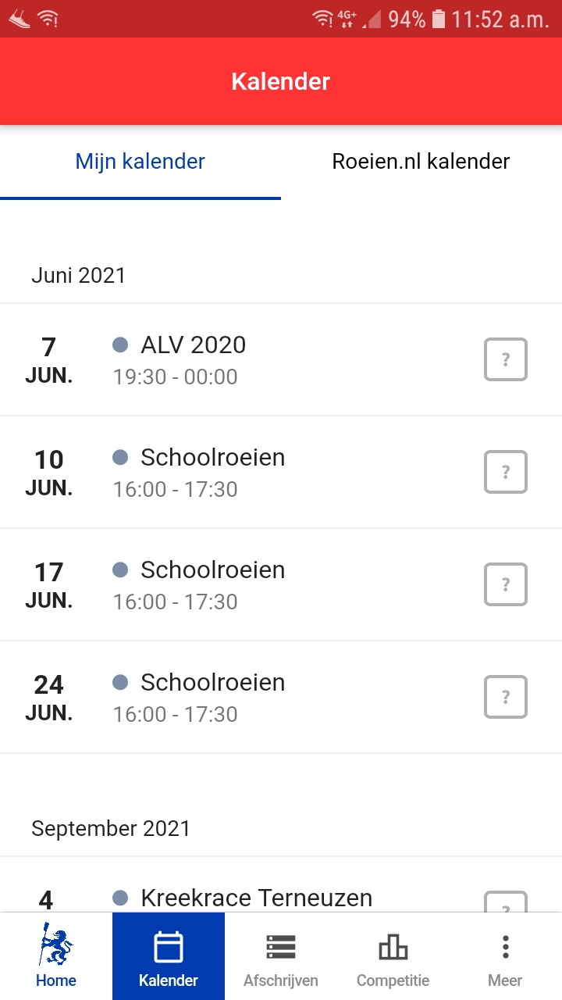 4G+ 94% 11:52 a.m.
Kalender
Mijn kalender Roeien.nl kalender
Juni 2021
7 JUN.
ALV 2020
19:30 - 00:00
?
10 JUN.
Schoolroeien
16:00 - 17:30
?
17 JUN.
Schoolroeien
16:00 - 17:30
?
24 JUN.
Schoolroeien
16:00 - 17:30
?
September 2021
4
Kreekrace Terneuzen
?
Home Kalender Afschrijven Competitie Meer